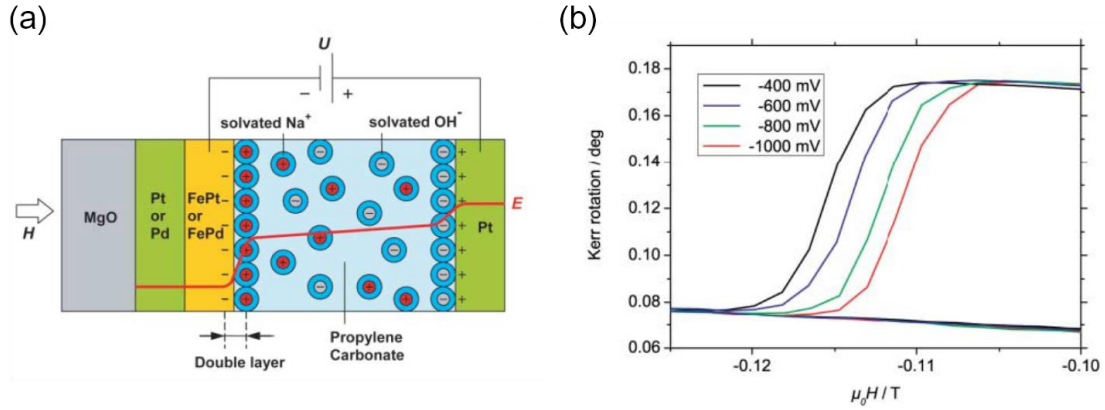 (a)
U
− +
solvated Na+
solvated OH-
MgO
Pt
or
Pd
FePt
or
FePd
H
E
Pt
Propylene
Carbonate
Double layer
(b)
Kerr rotation / deg
0.18
0.16
0.14
0.12
0.10
0.08
0.06
-400 mV
-600 mV
-800 mV
-1000 mV
-0.12
-0.11
-0.10
μ0H / T